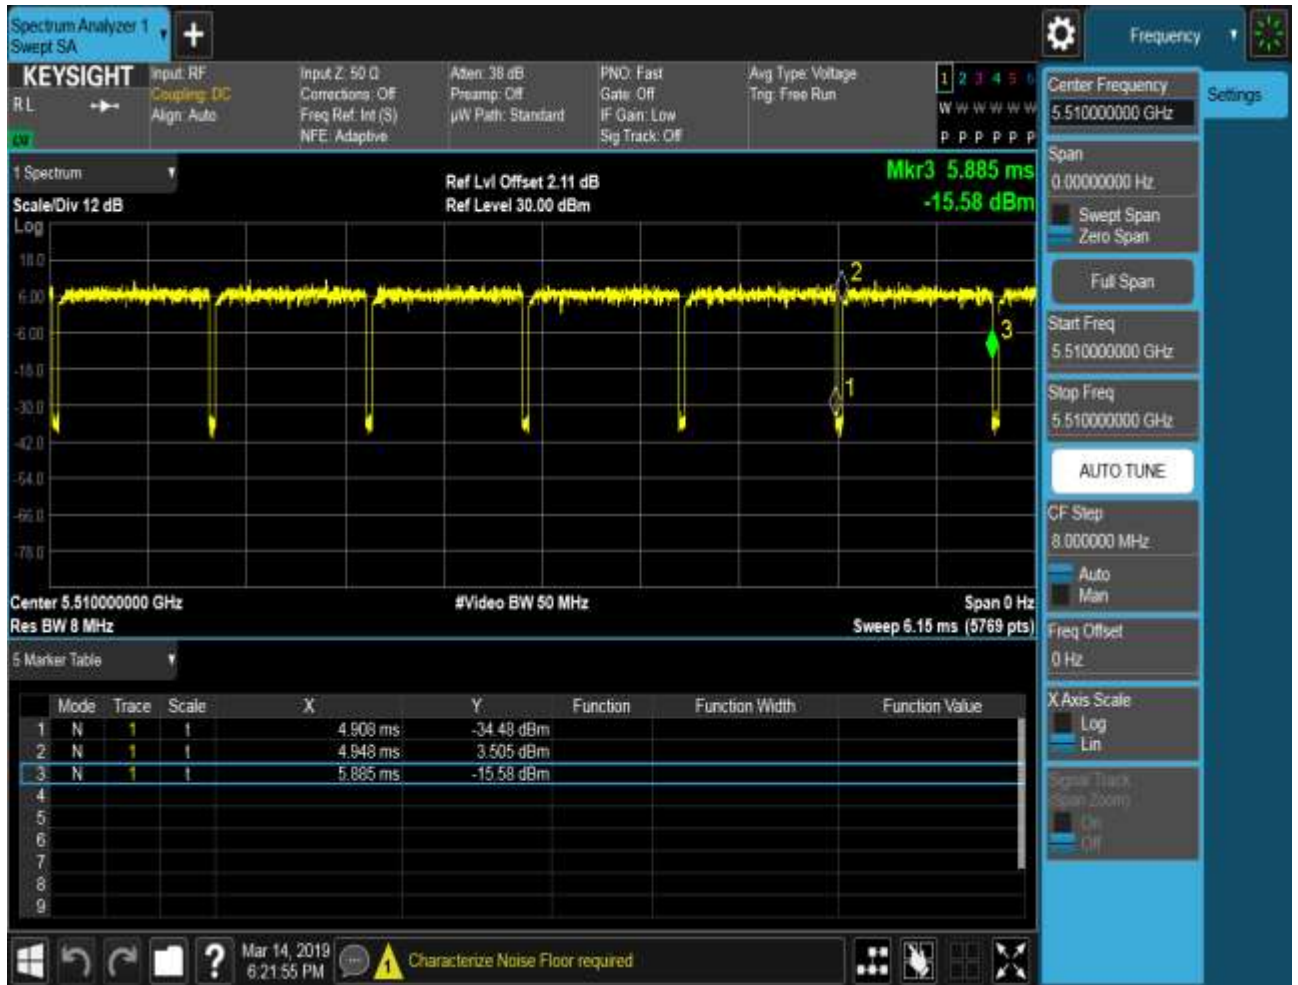 Spectrum Analyzer 1
Swept SA
Frequency
KEYSIGHT
RL
Input: RF
Coupling: DC
Align: Auto
Input Z: 50 Ω
Corrections: Off
Freq Ref: Int (S)
NFE: Adaptive
Atten: 38 dB
Preamp: Off
µW Path: Standard
PNO: Fast
Gate: Off
IF Gain: Low
Sig Track: Off
Avg Type: Voltage
Trig: Free Run
1 2 3 4 5 6
W W W W W W
P P P P P P
1 Spectrum
Scale/Div 12 dB
Ref Lvl Offset 2.11 dB
Ref Level 30.00 dBm
Mkr3 5.885 ms
-15.58 dBm
Log
18.0
6.00
-6.00
-18.0
-30.0
-42.0
-54.0
-66.0
-78.0
2
3
1
Center 5.510000000 GHz
#Video BW 50 MHz
Span 0 Hz
Res BW 8 MHz
Sweep 6.15 ms (5769 pts)
5 Marker Table
Mode Trace Scale X Y Function Function Width Function Value
1 N 1 t 4.908 ms -34.48 dBm
2 N 1 t 4.948 ms 3.505 dBm
3 N 1 t 5.885 ms -15.58 dBm
4
5
6
7
8
9
Mar 14, 2019
6:21:55 PM
?
1
Characterize Noise Floor required
Center Frequency
5.510000000 GHz
Settings
Span
0.00000000 Hz
Swept Span
Zero Span
Full Span
Start Freq
5.510000000 GHz
Stop Freq
5.510000000 GHz
AUTO TUNE
CF Step
8.000000 MHz
Auto
Man
Freq Offset
0 Hz
X Axis Scale
Log
Lin
Signal Track
(Span Zoom)
On
Off